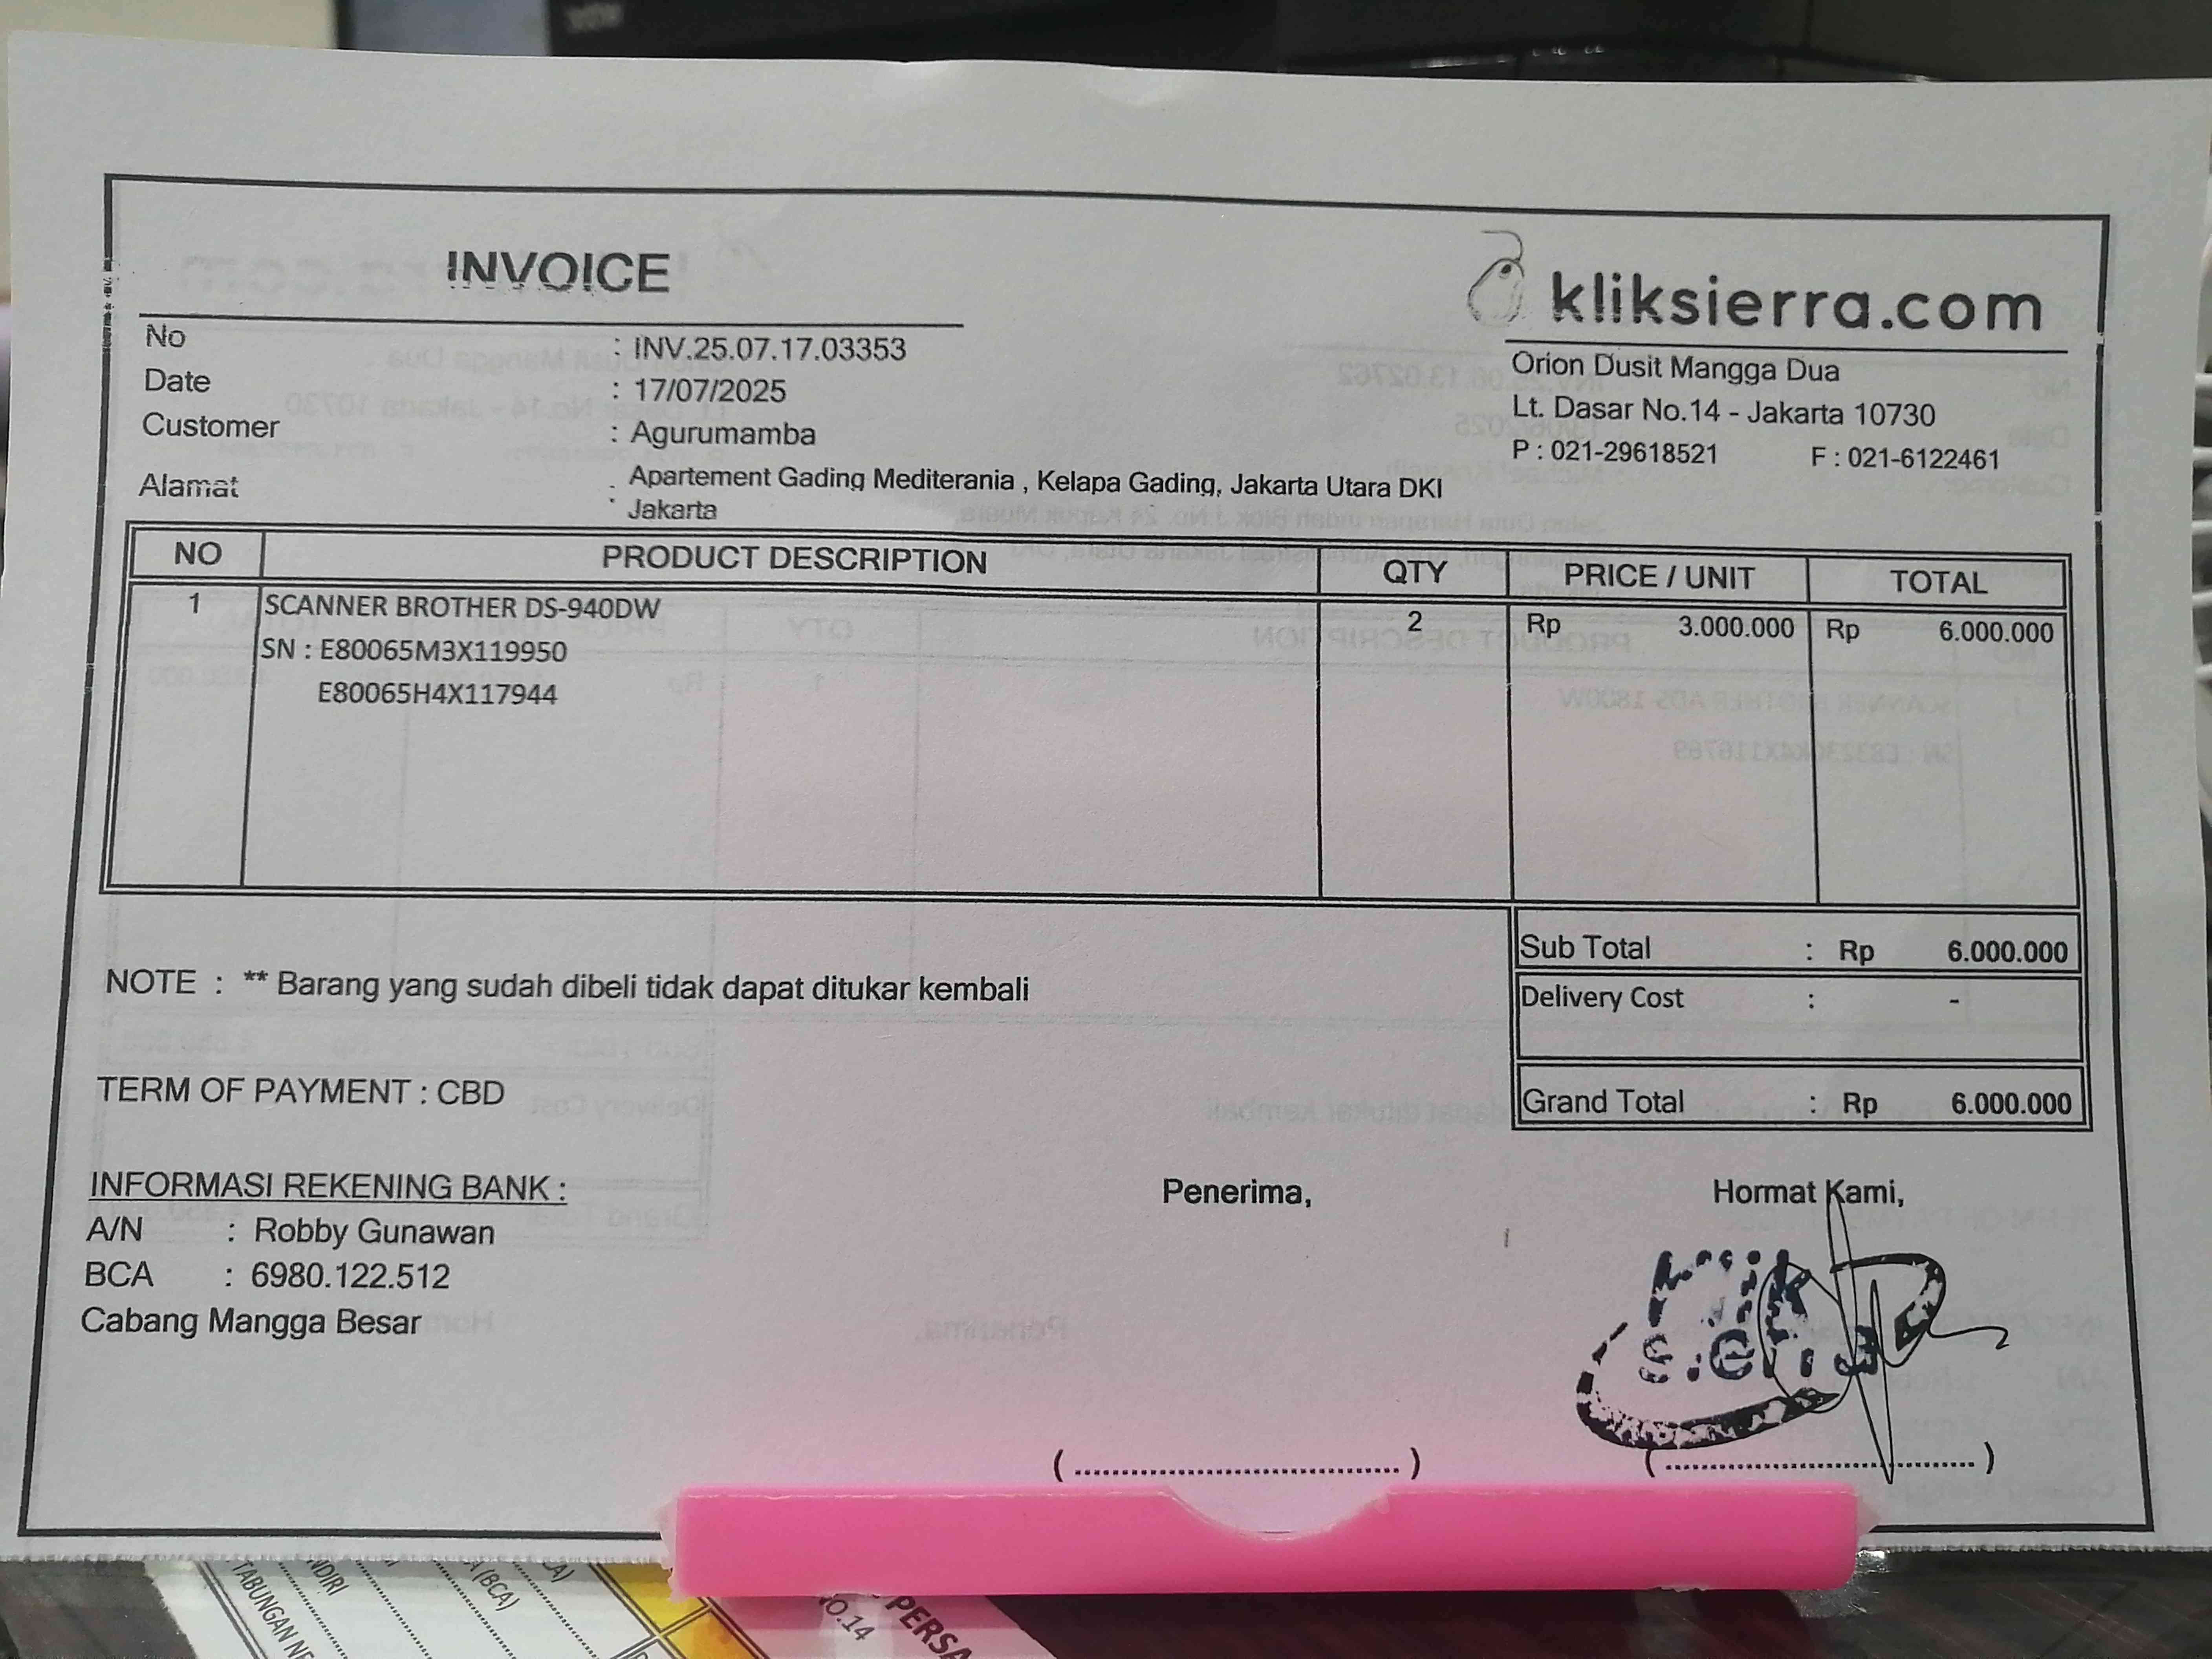 INVOICE
kliksierra.com
Orion Dusit Mangga Dua
Lt. Dasar No.14 - Jakarta 10730
P : 021-29618521 F : 021-6122461
No : INV.25.07.17.03353
Date : 17/07/2025
Customer : Agurumamba
Alamat : Apartement Gading Mediterania , Kelapa Gading, Jakarta Utara DKI
Jakarta
NO PRODUCT DESCRIPTION QTY PRICE / UNIT TOTAL
1 SCANNER BROTHER DS-940DW 2 Rp 3.000.000 Rp 6.000.000
SN : E80065M3X119950
E80065H4X117944
Sub Total : Rp 6.000.000
NOTE : ** Barang yang sudah dibeli tidak dapat ditukar kembali
Delivery Cost : -
TERM OF PAYMENT : CBD
Grand Total : Rp 6.000.000
INFORMASI REKENING BANK :
A/N : Robby Gunawan
BCA : 6980.122.512
Cabang Mangga Besar
Penerima,
Hormat Kami,
( .................................. ) ( .................................. )
TABUNGAN
(BCA)
NO.14